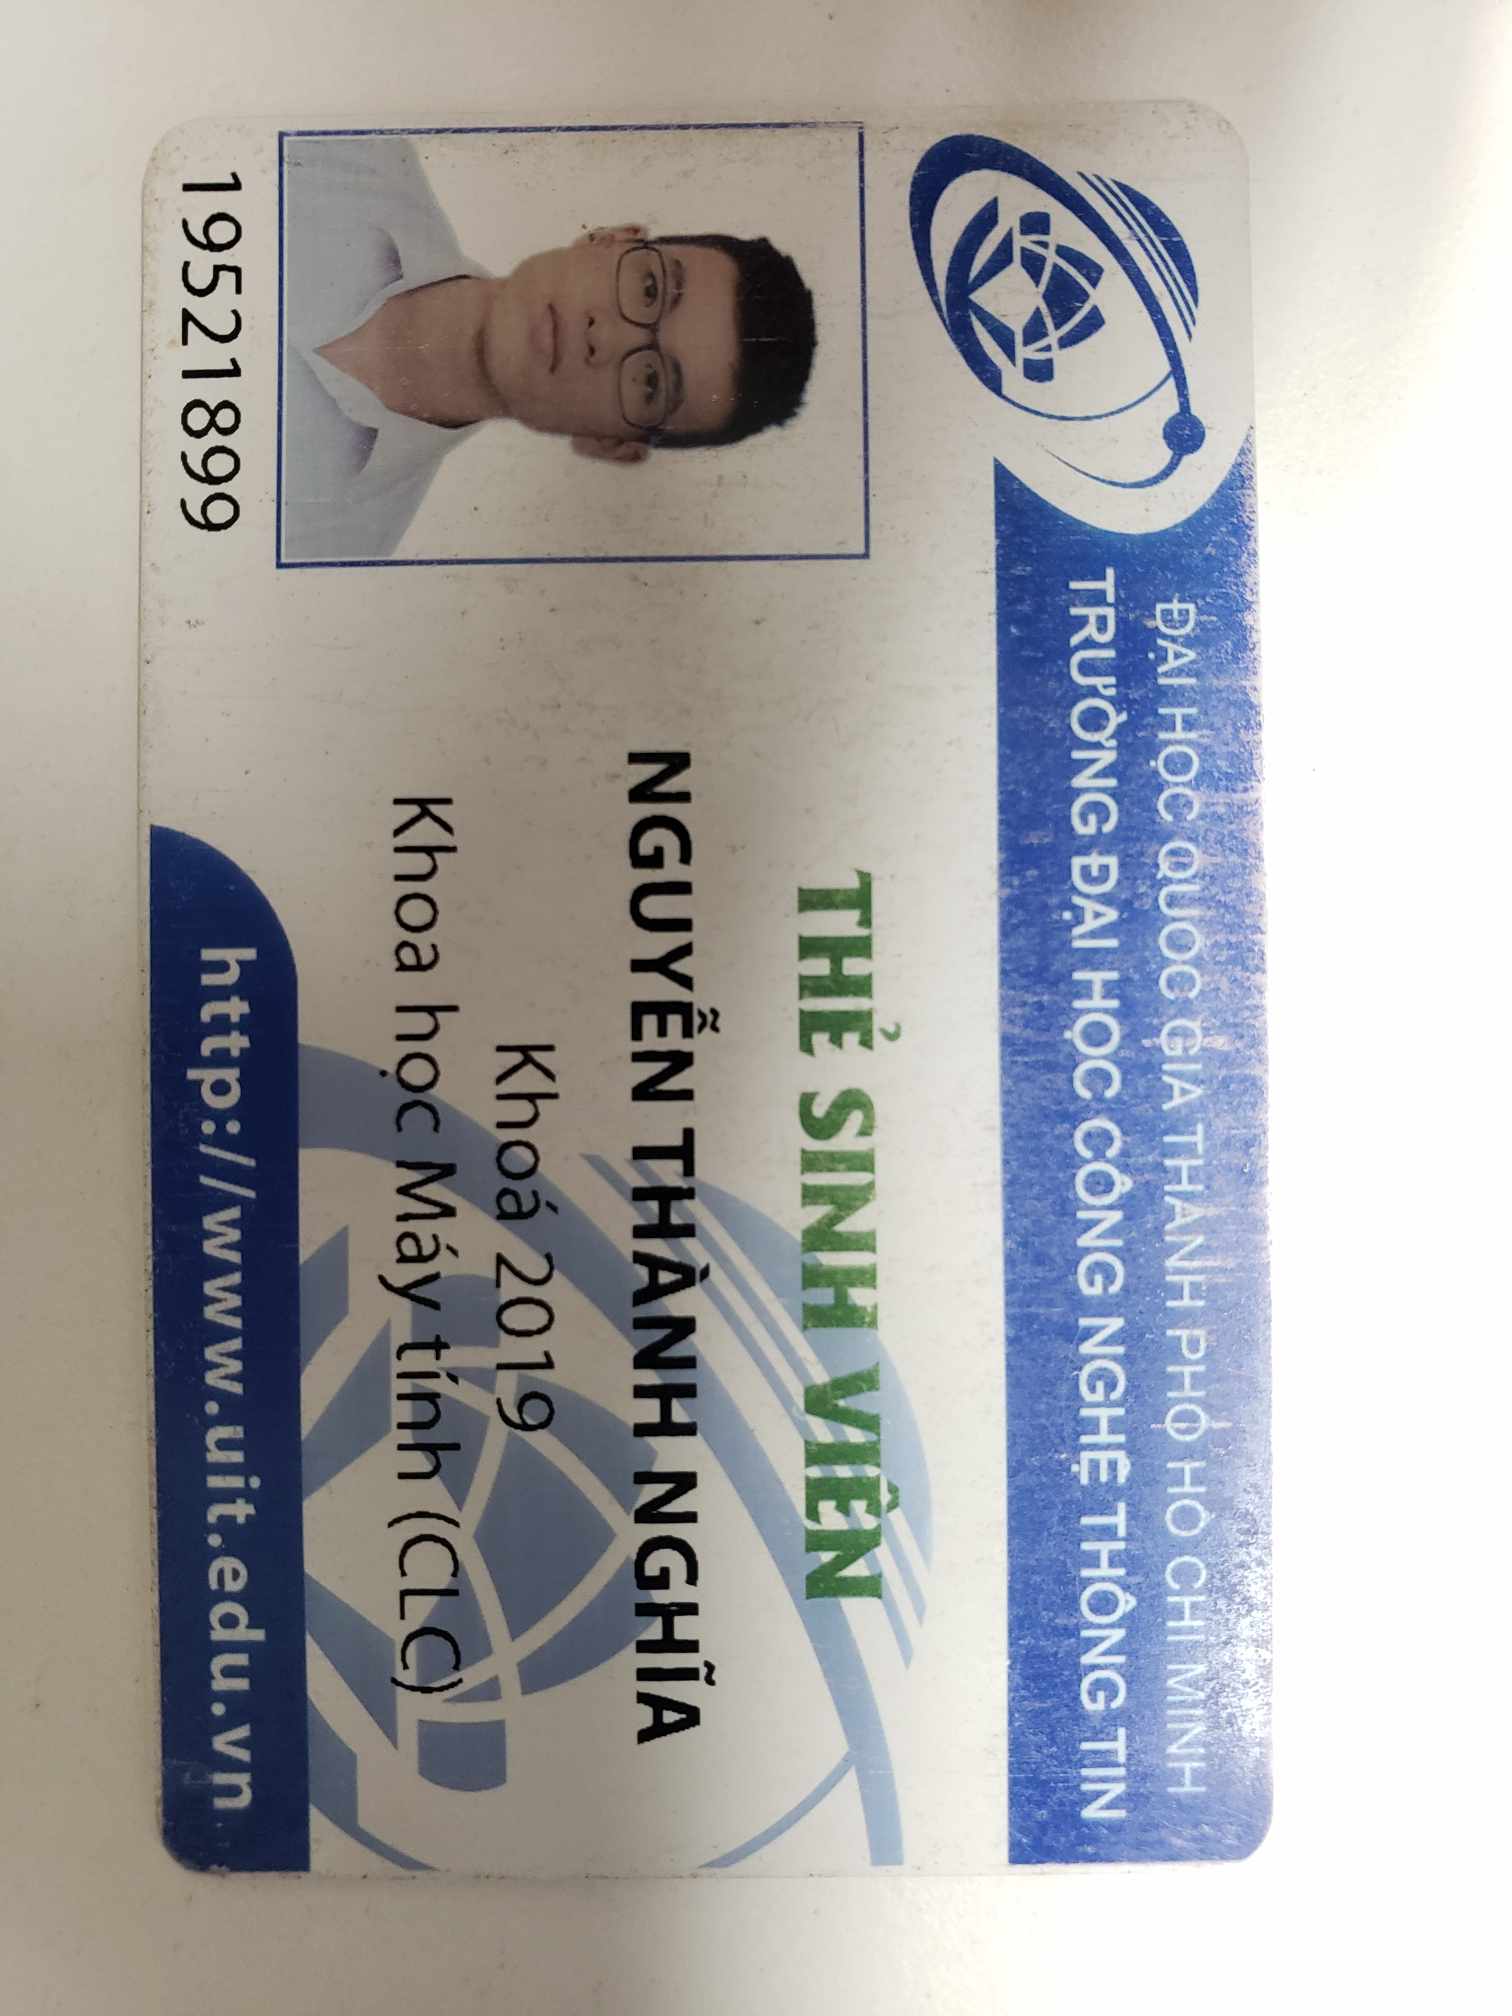 ĐẠI HỌC QUỐC GIA THÀNH PHỐ HỒ CHÍ MINH
TRƯỜNG ĐẠI HỌC CÔNG NGHỆ THÔNG TIN
THẺ SINH VIÊN
NGUYỄN THÀNH NGHĨA
Khoá 2019
Khoa học Máy tính (CLC)
19521899
http://www.uit.edu.vn